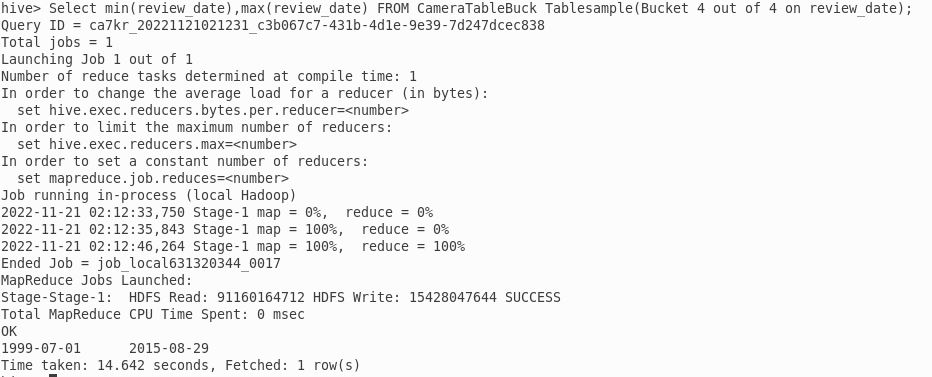 hive> Select min(review_date),max(review_date) FROM CameraTableBuck Tablesample(Bucket 4 out of 4 on review_date);
Query ID = ca7kr_20221121021231_c3b067c7-431b-4d1e-9e39-7d247dcec838
Total jobs = 1
Launching Job 1 out of 1
Number of reduce tasks determined at compile time: 1
In order to change the average load for a reducer (in bytes):
  set hive.exec.reducers.bytes.per.reducer=<number>
In order to limit the maximum number of reducers:
  set hive.exec.reducers.max=<number>
In order to set a constant number of reducers:
  set mapreduce.job.reduces=<number>
Job running in-process (local Hadoop)
2022-11-21 02:12:33,750 Stage-1 map = 0%,  reduce = 0%
2022-11-21 02:12:35,843 Stage-1 map = 100%,  reduce = 0%
2022-11-21 02:12:46,264 Stage-1 map = 100%,  reduce = 100%
Ended Job = job_local631320344_0017
MapReduce Jobs Launched:
Stage-Stage-1:  HDFS Read: 91160164712 HDFS Write: 15428047644 SUCCESS
Total MapReduce CPU Time Spent: 0 msec
OK
1999-07-01      2015-08-29
Time taken: 14.642 seconds, Fetched: 1 row(s)